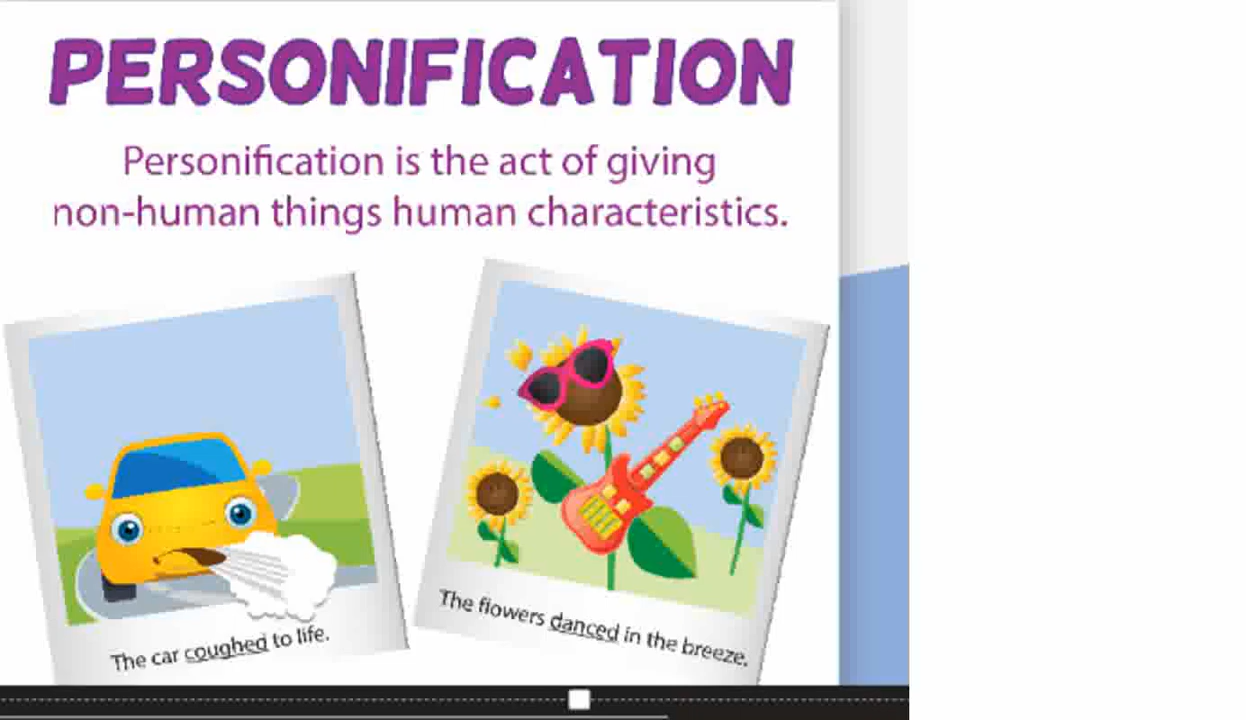 PERSONIFICATION
Personification is the act of giving
non-human things human characteristics.
The car coughed to life.
The flowers danced in the breeze.